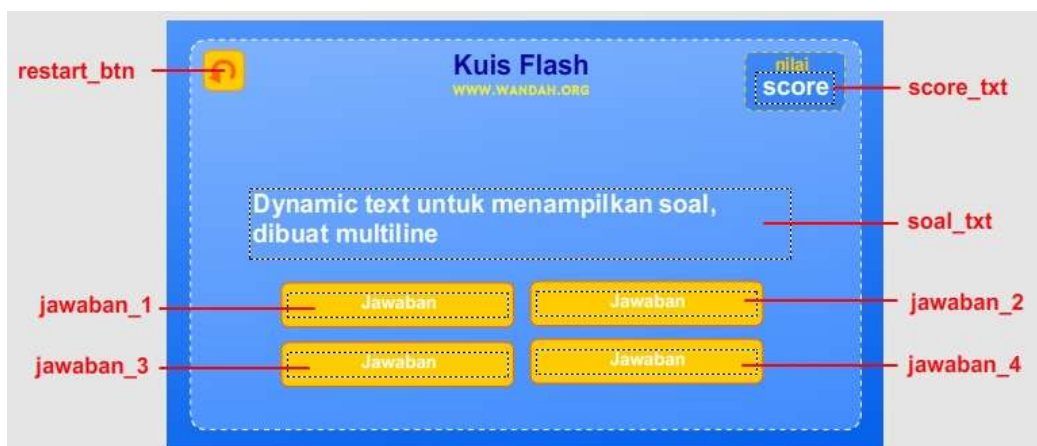 restart_btn
Kuis Flash
WWW.WANDAH.ORG
nilai
score
score_txt
Dynamic text untuk menampilkan soal,
dibuat multiline
soal_txt
jawaban_1
Jawaban
Jawaban
jawaban_2
jawaban_3
Jawaban
Jawaban
jawaban_4